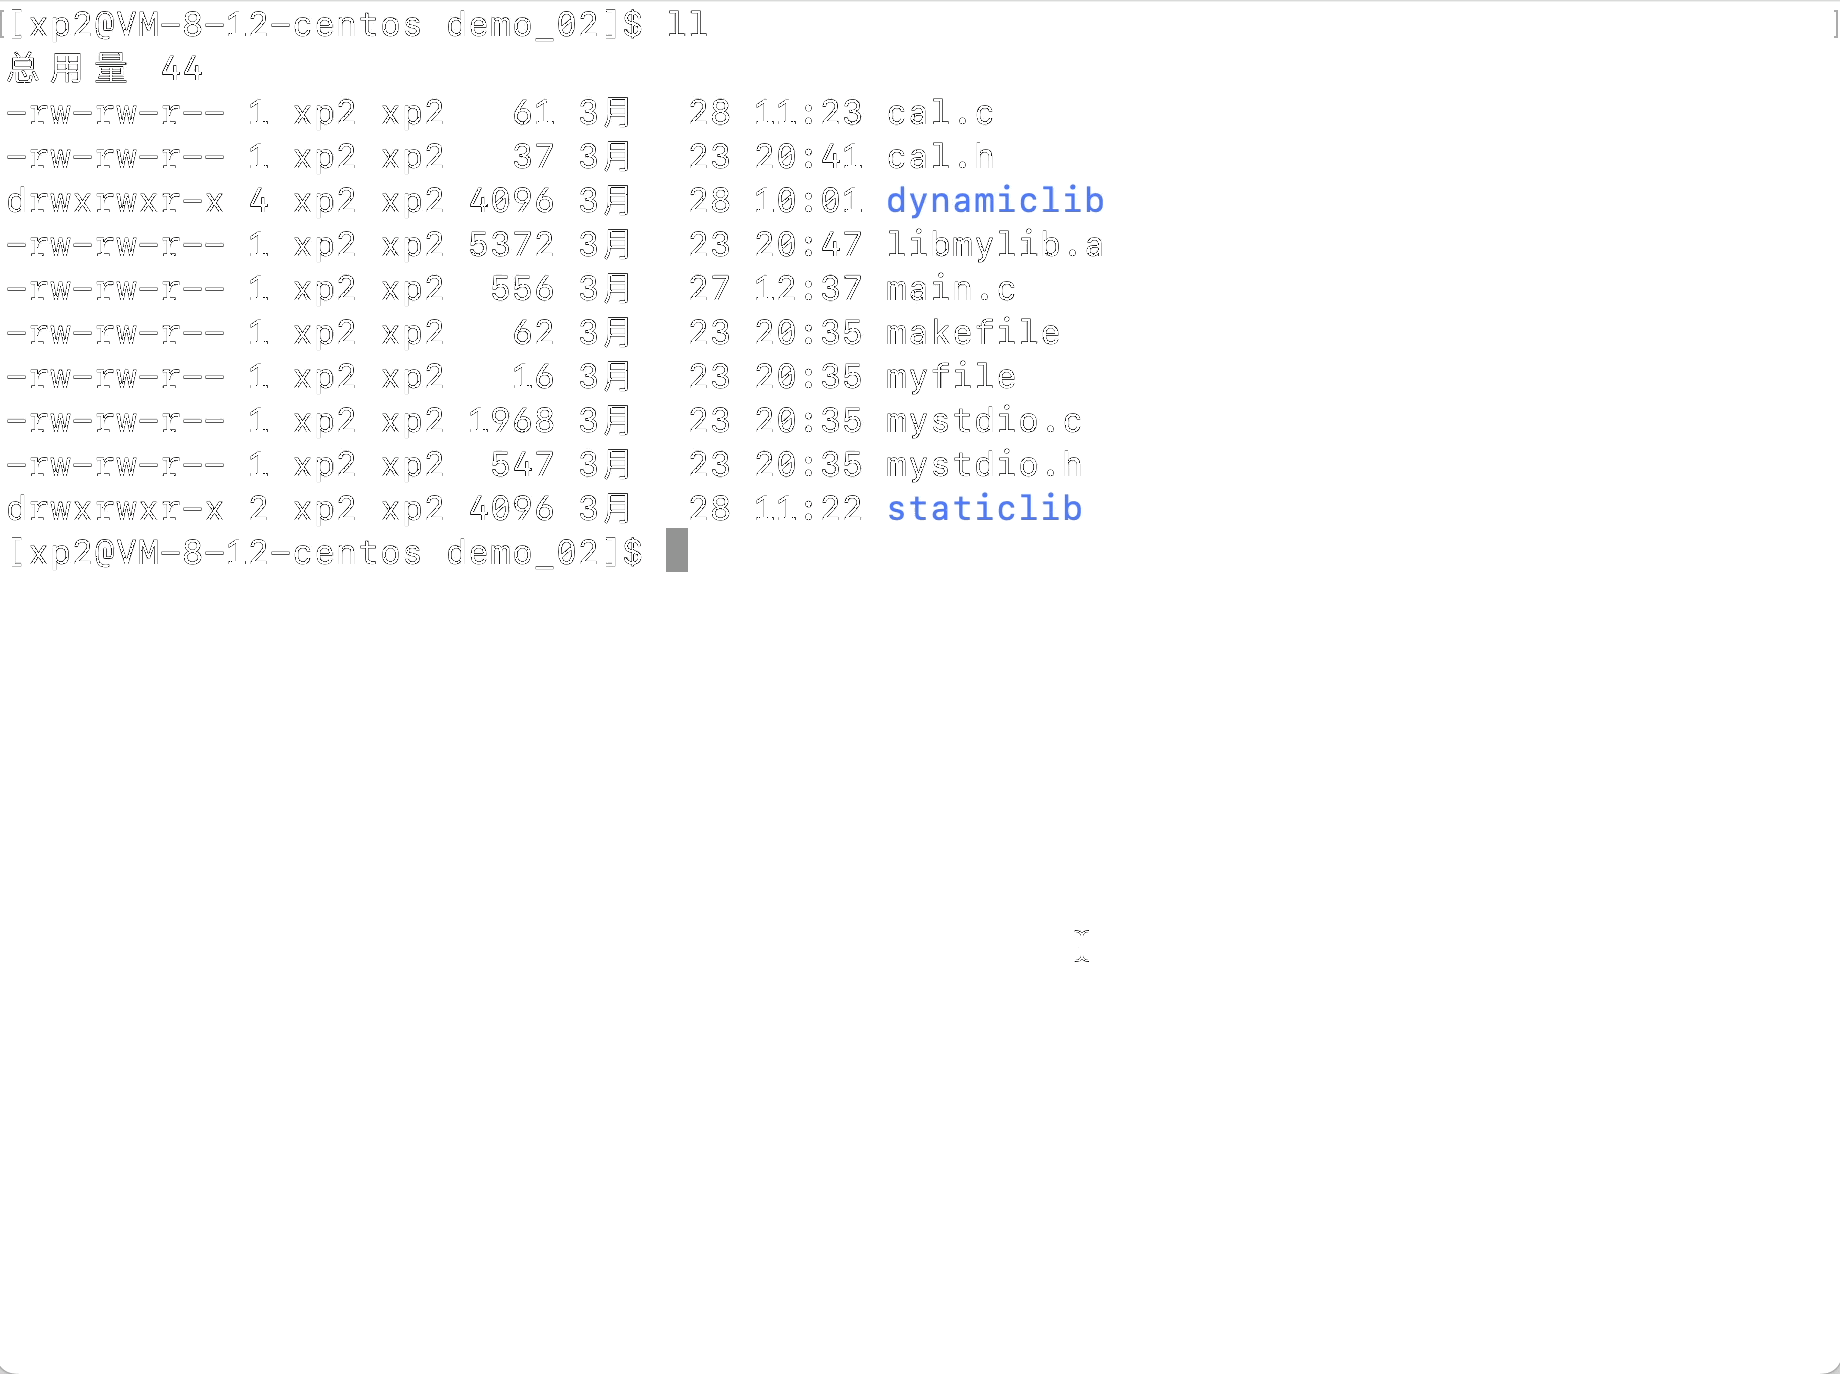 [xp2@VM-8-12-centos demo_02]$ ll
总用量 44
-rw-rw-r-- 1 xp2 xp2   61 3月  28 11:23 cal.c
-rw-rw-r-- 1 xp2 xp2   37 3月  23 20:41 cal.h
drwxrwxr-x 4 xp2 xp2 4096 3月  28 10:01 dynamiclib
-rw-rw-r-- 1 xp2 xp2 5372 3月  23 20:47 libmylib.a
-rw-rw-r-- 1 xp2 xp2  556 3月  27 12:37 main.c
-rw-rw-r-- 1 xp2 xp2   62 3月  23 20:35 makefile
-rw-rw-r-- 1 xp2 xp2   16 3月  23 20:35 myfile
-rw-rw-r-- 1 xp2 xp2 1968 3月  23 20:35 mystdio.c
-rw-rw-r-- 1 xp2 xp2  547 3月  23 20:35 mystdio.h
drwxrwxr-x 2 xp2 xp2 4096 3月  28 11:22 staticlib
[xp2@VM-8-12-centos demo_02]$